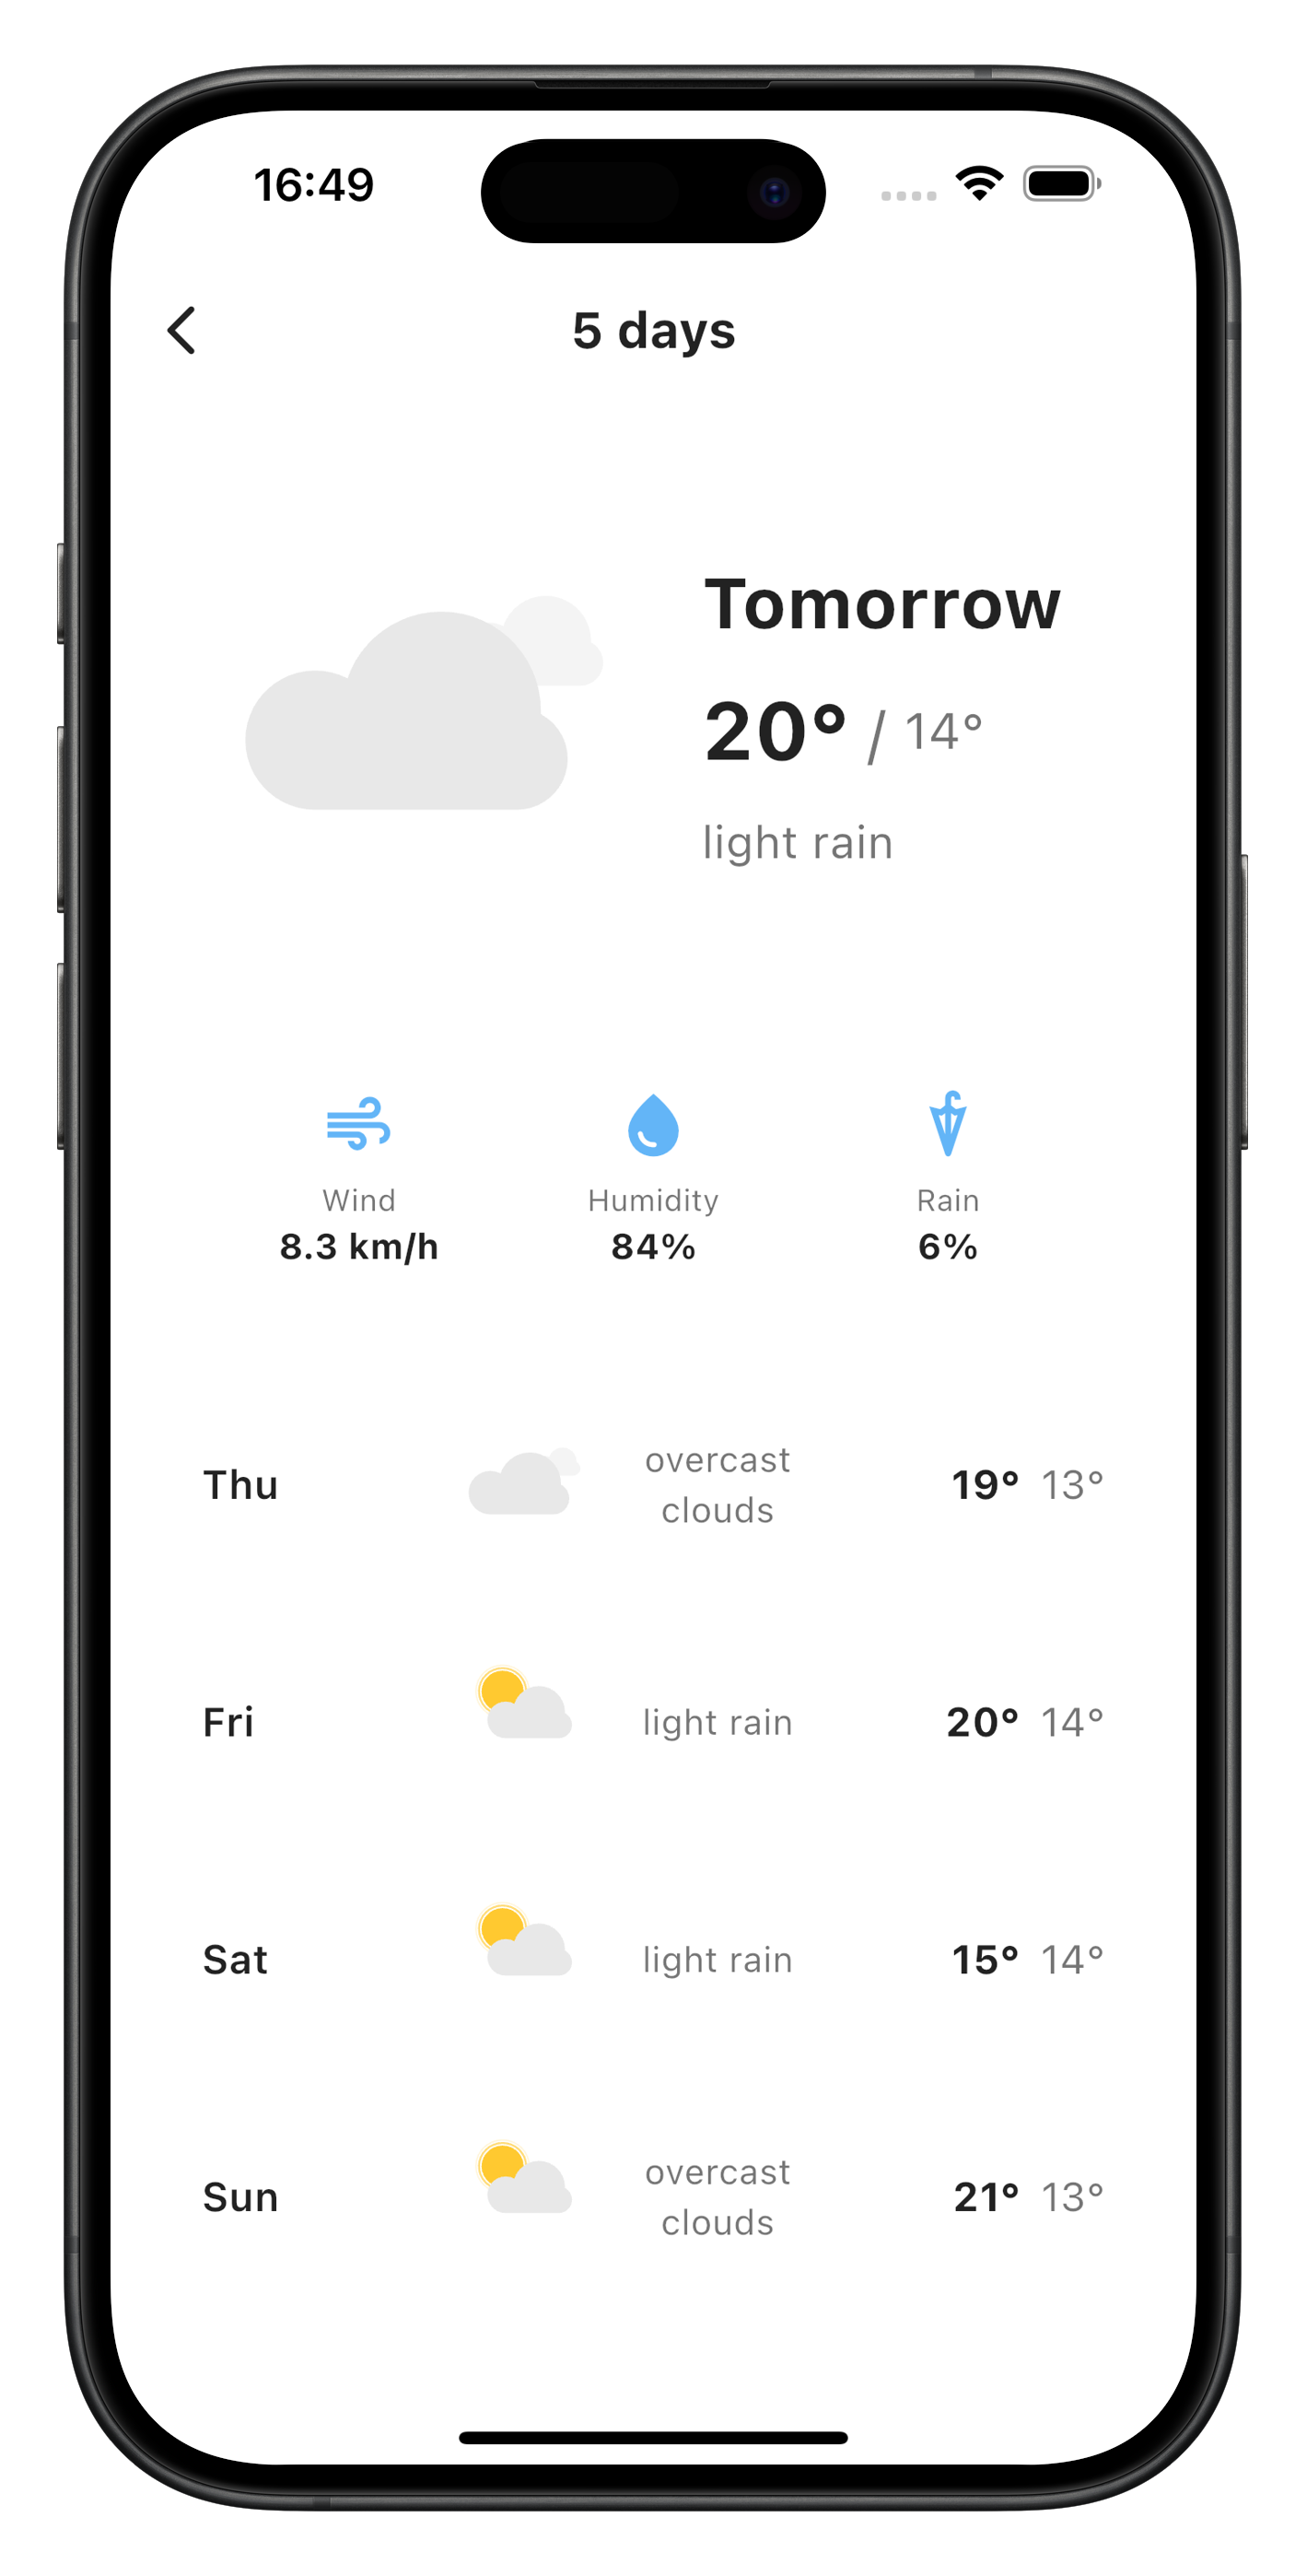 16:49
5 days
Tomorrow
20° / 14°
light rain
Wind
8.3 km/h
Humidity
84%
Rain
6%
Thu
overcast
clouds
19° 13°
Fri
light rain
20° 14°
Sat
light rain
15° 14°
Sun
overcast
clouds
21° 13°